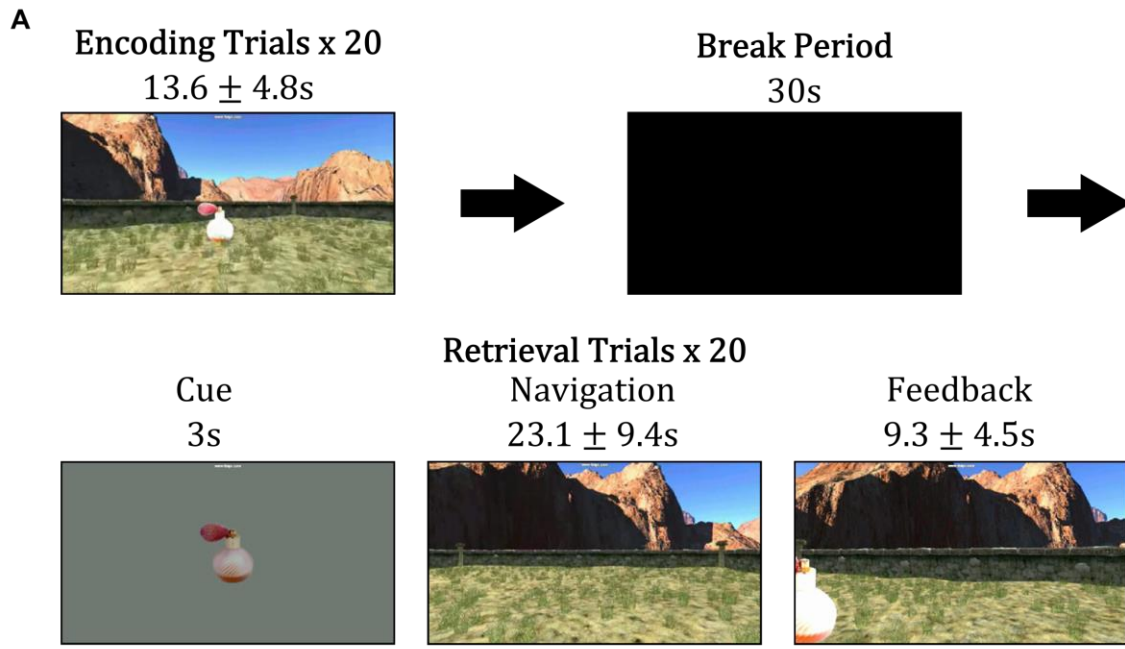 A
Encoding Trials x 20
13.6 ± 4.8s
Break Period
30s
Retrieval Trials x 20
Cue
3s
Navigation
23.1 ± 9.4s
Feedback
9.3 ± 4.5s